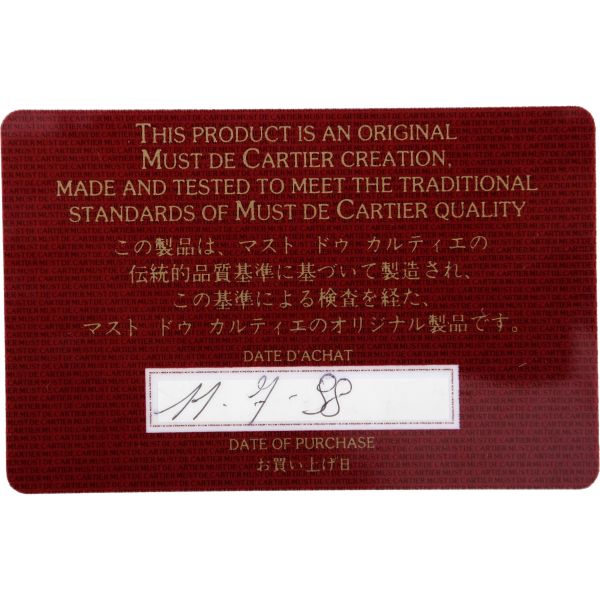 THIS PRODUCT IS AN ORIGINAL
MUST DE CARTIER CREATION,
MADE AND TESTED TO MEET THE TRADITIONAL
STANDARDS OF MUST DE CARTIER QUALITY
この製品は、マスト ドゥ カルティエの
伝統的品質基準に基づいて製造され、
この基準による検査を経た、
マスト ドゥ カルティエのオリジナル製品です。
DATE D'ACHAT
11.7-98
DATE OF PURCHASE
お買い上げ日